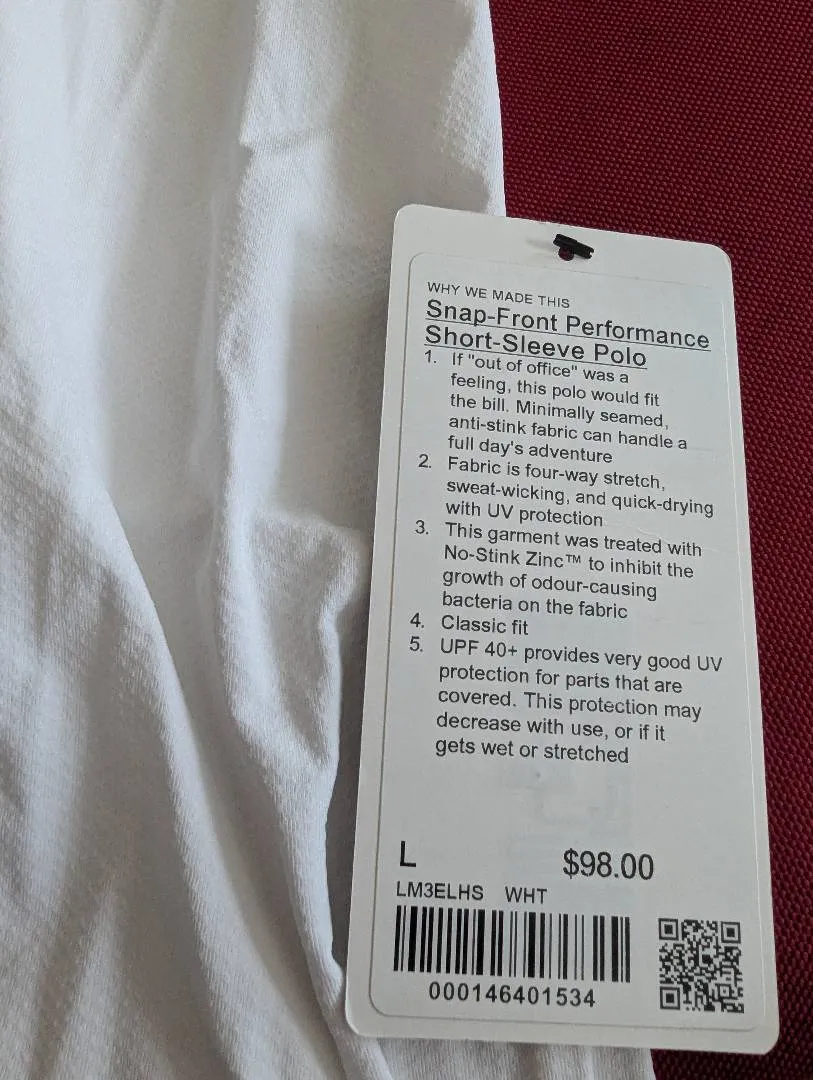 WHY WE MADE THIS
Snap-Front Performance
Short-Sleeve Polo
1. If "out of office" was a
feeling, this polo would fit
the bill. Minimally seamed,
anti-stink fabric can handle a
full day's adventure
2. Fabric is four-way stretch,
sweat-wicking, and quick-drying
with UV protection
3. This garment was treated with
No-Stink Zinc™ to inhibit the
growth of odour-causing
bacteria on the fabric
4. Classic fit
5. UPF 40+ provides very good UV
protection for parts that are
covered. This protection may
decrease with use, or if it
gets wet or stretched
L $98.00
LM3ELHS WHT
000146401534